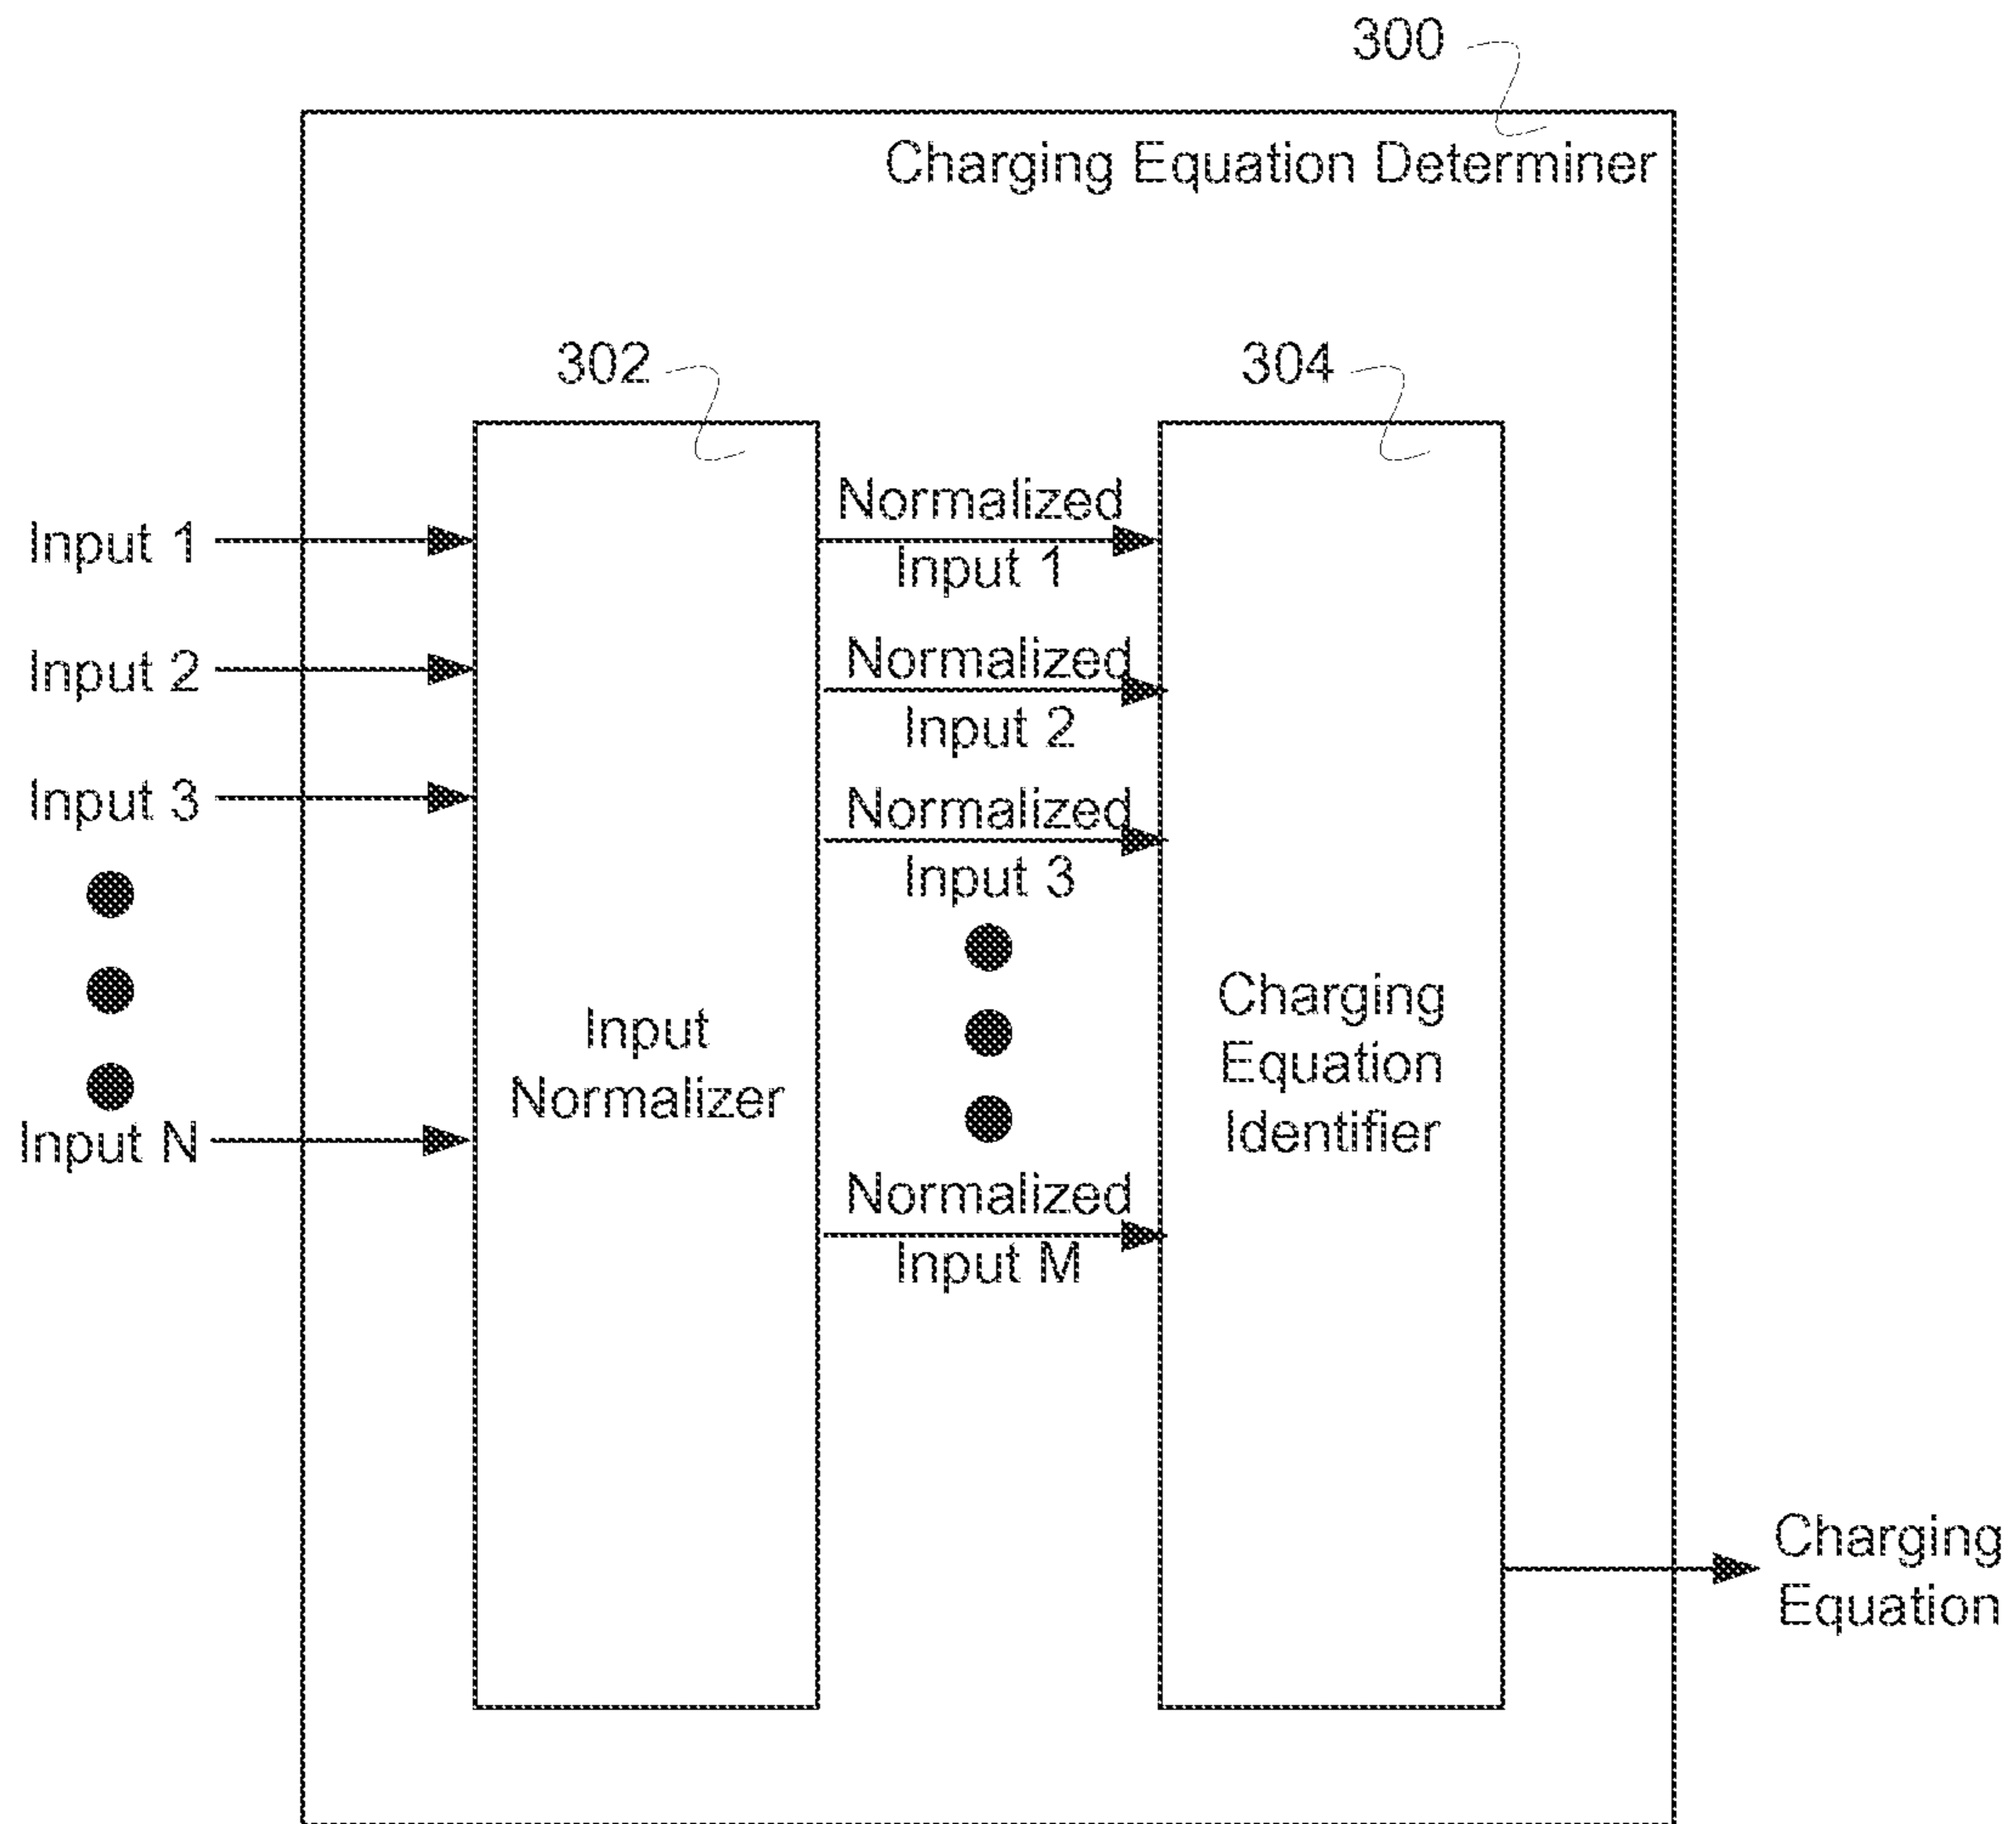 300
Charging Equation Determiner
302
304
Input 1
Input 2
Input 3
Input N
Input
Normalizer
Normalized
Input 1
Normalized
Input 2
Normalized
Input 3
Normalized
Input M
Charging
Equation
Identifier
Charging
Equation